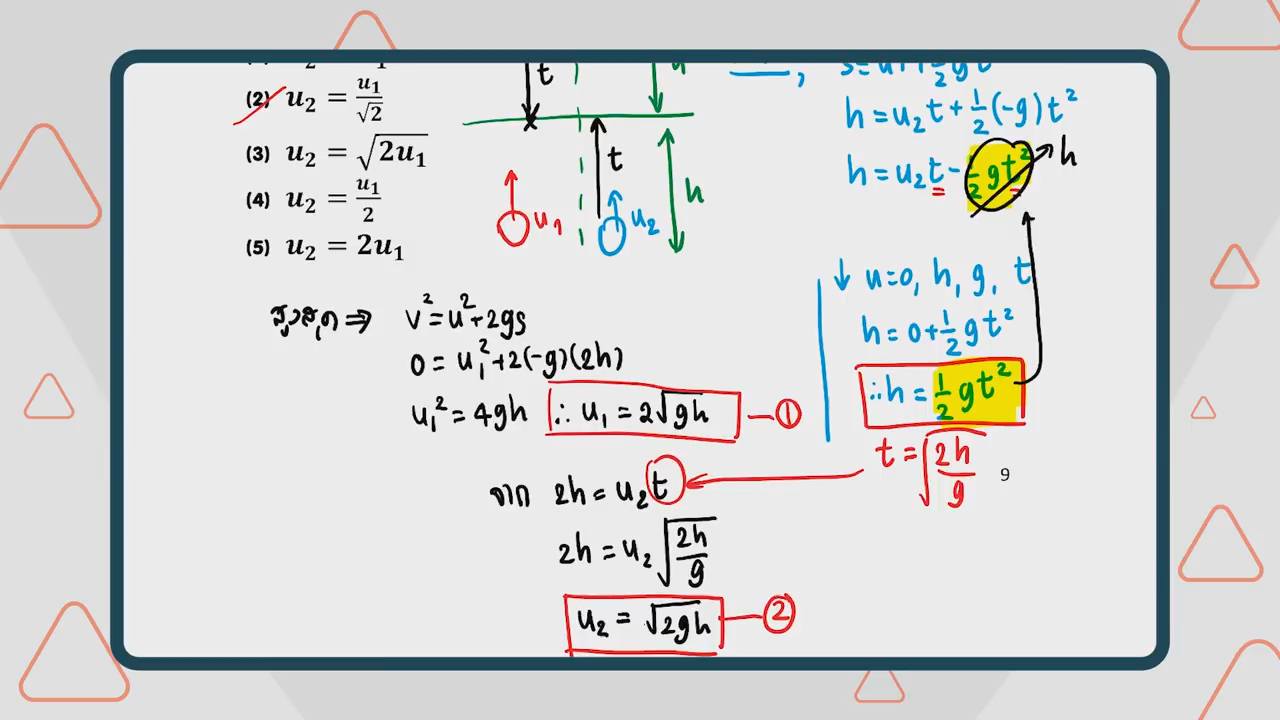 (2) u₂ = u₁/√2
(3) u₂ = √2u₁
(4) u₂ = u₁/2
(5) u₂ = 2u₁
t
t
h
u₁
u₂
h = u₂t + ½(-g)t²
h = u₂t - ½gt² h
↓ u=0, h, g, t
h = 0 + ½gt²
∴h = ½gt²
t = √(2h/g)
9
สูงสุด ⇒ v² = u² + 2gs
0 = u₁² + 2(-g)(2h)
u₁² = 4gh ∴ u₁ = 2√gh — ①
จาก 2h = u₂t
2h = u₂√(2h/g)
u₂ = √2gh — ②